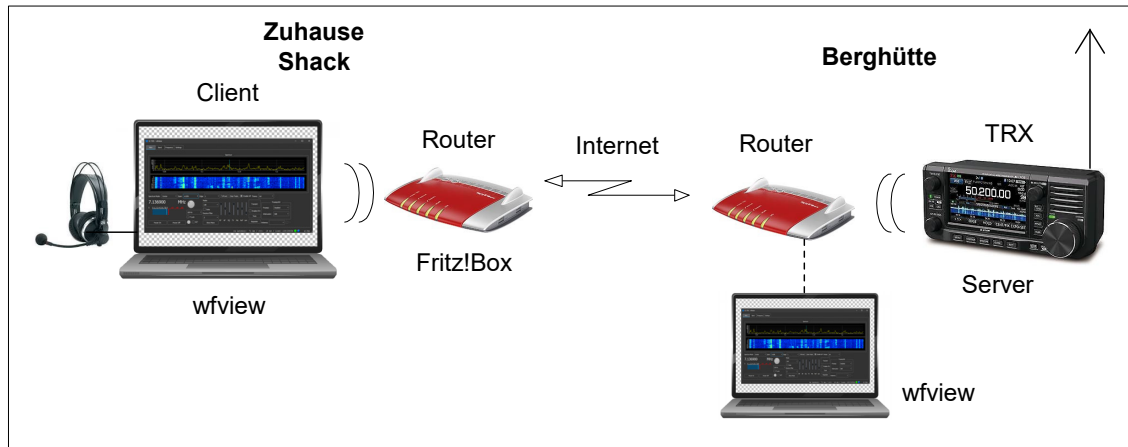 Zuhause
Shack
Berghütte
Client
Router
Internet
Router
TRX
50.200.00
Fritz!Box
Server
wfview
wfview